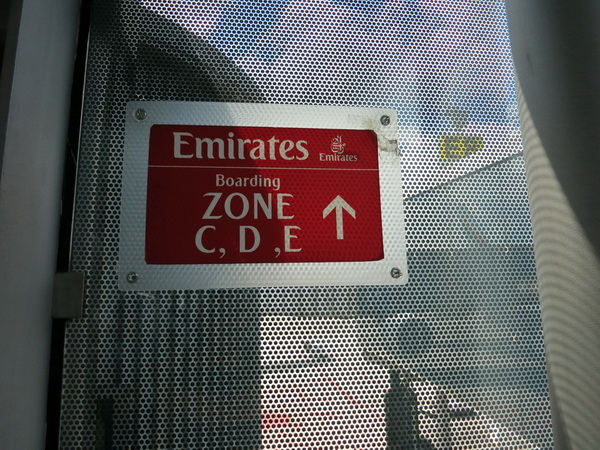 Emirates
Emirates
Boarding
ZONE
C, D ,E